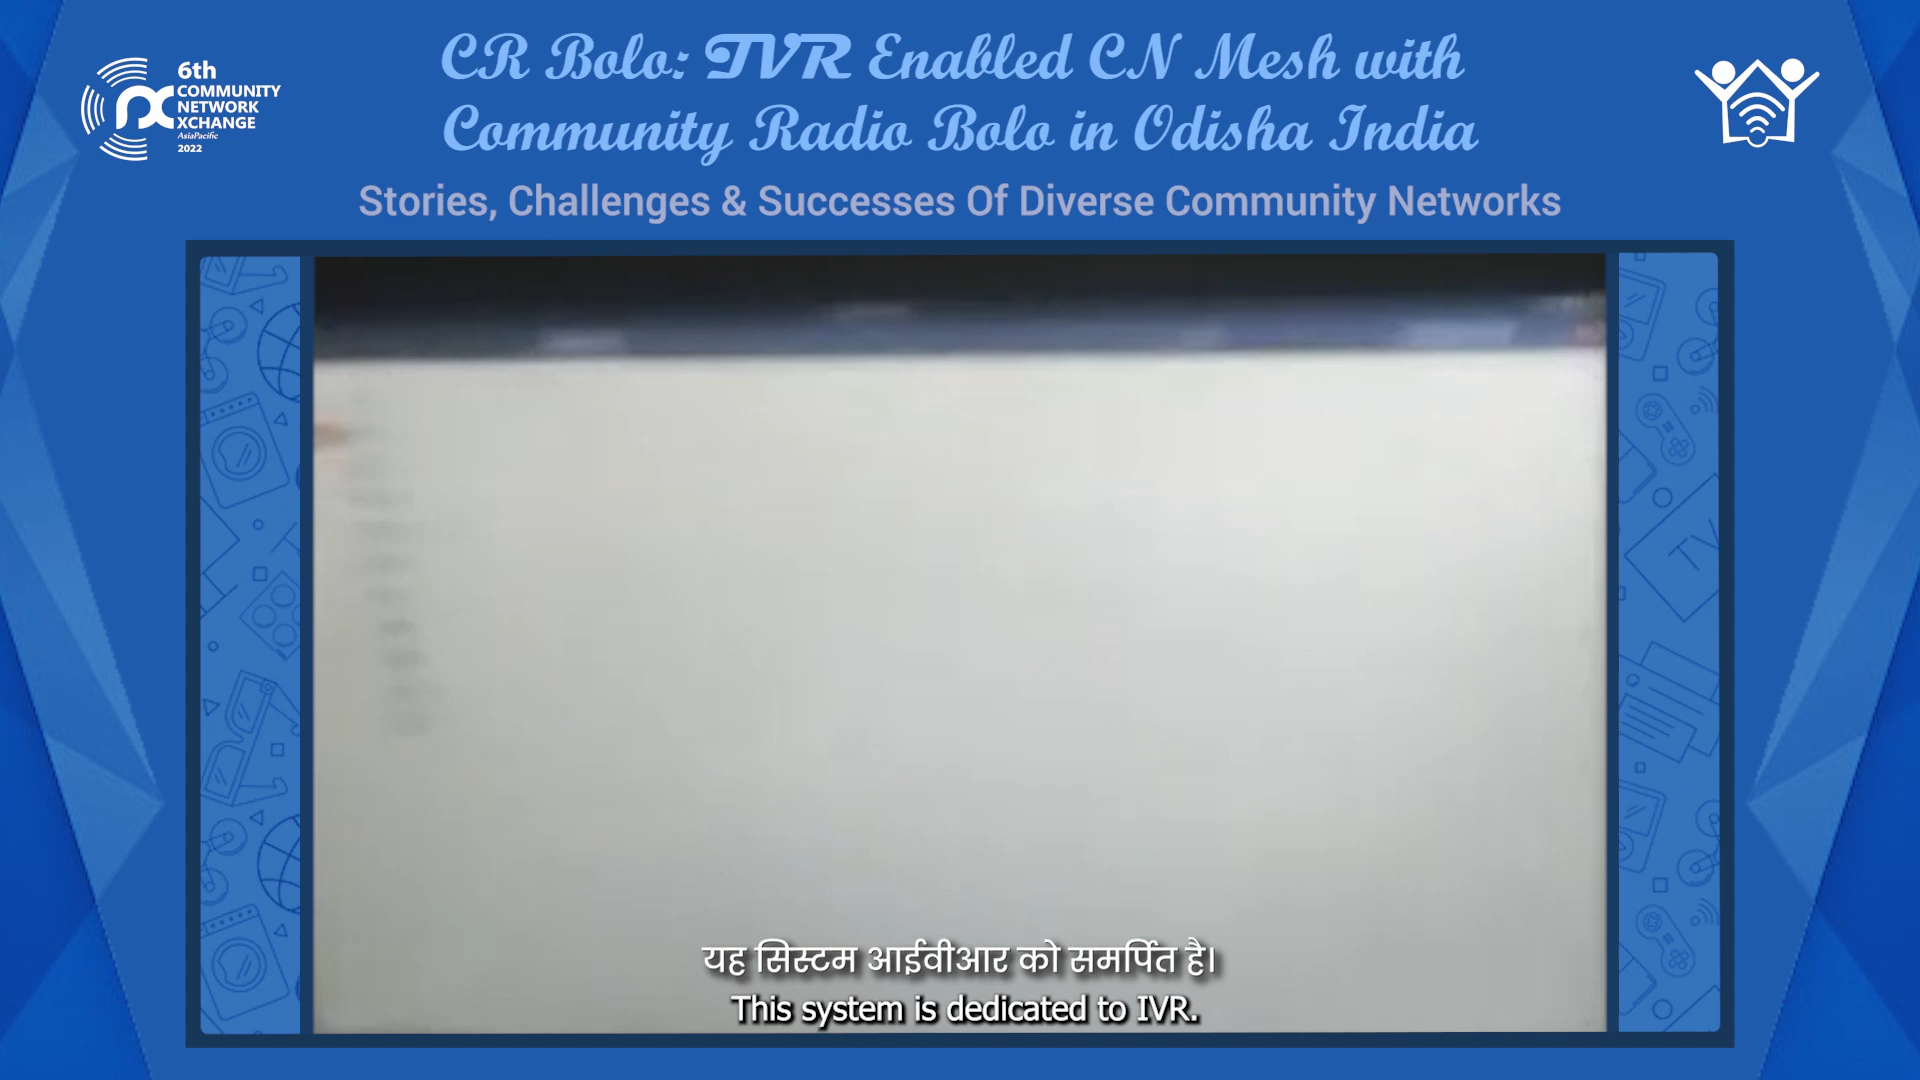 6th
COMMUNITY
NETWORK
XCHANGE
AsiaPacific
2022
CR Bolo: IVR Enabled CN Mesh with
Community Radio Bolo in Odisha India
Stories, Challenges & Successes Of Diverse Community Networks
TV
यह सिस्टम आईवीआर को समर्पित है।
This system is dedicated to IVR.